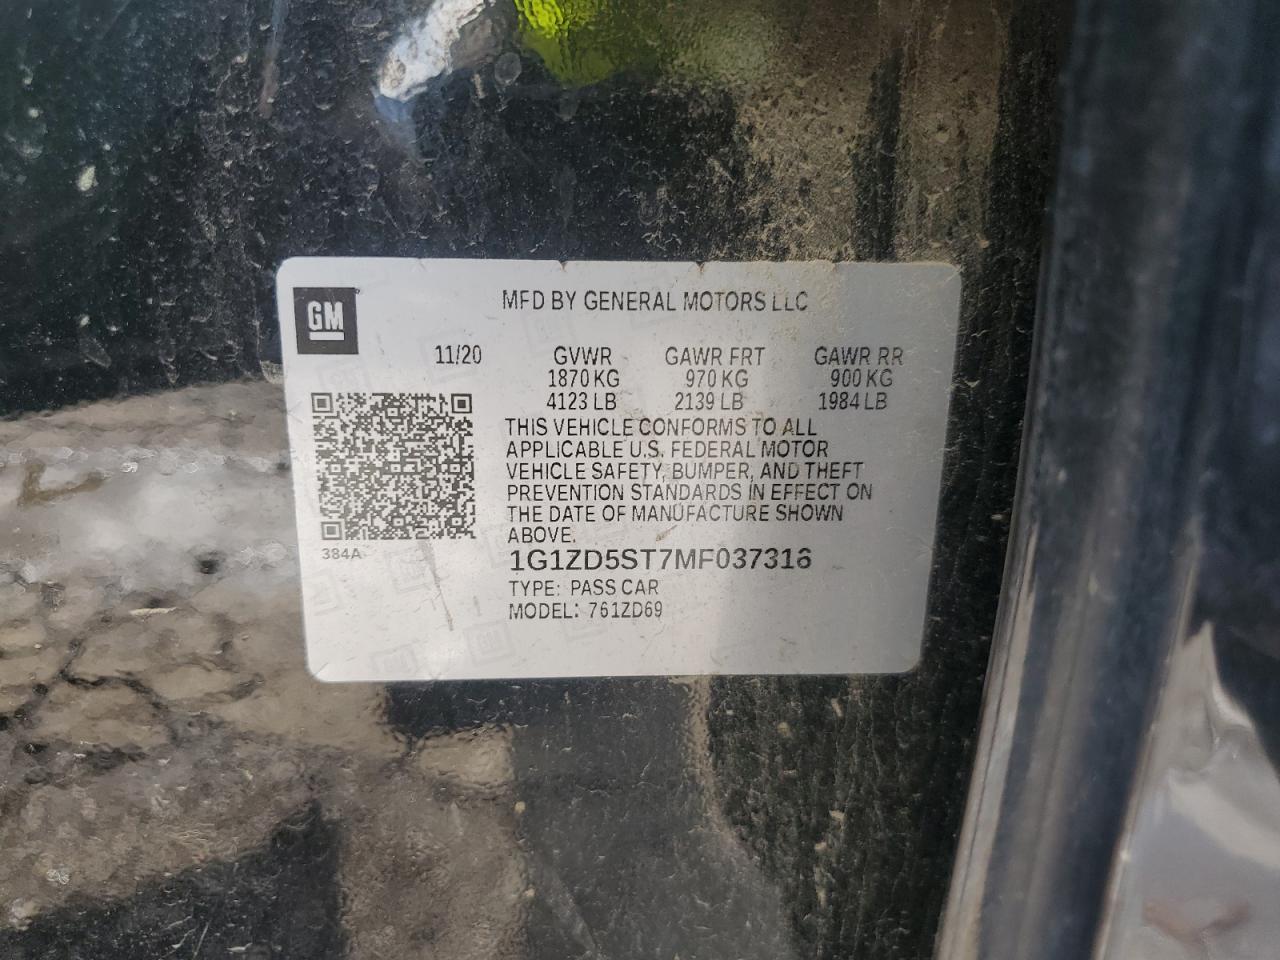 GM
MFD BY GENERAL MOTORS LLC
11/20 GVWR GAWR FRT GAWR RR
1870 KG 970 KG 900 KG
4123 LB 2139 LB 1984 LB
THIS VEHICLE CONFORMS TO ALL
APPLICABLE U.S. FEDERAL MOTOR
VEHICLE SAFETY, BUMPER, AND THEFT
PREVENTION STANDARDS IN EFFECT ON
THE DATE OF MANUFACTURE SHOWN
ABOVE.
384A
1G1ZD5ST7MF037316
TYPE: PASS CAR
MODEL: 761ZD69